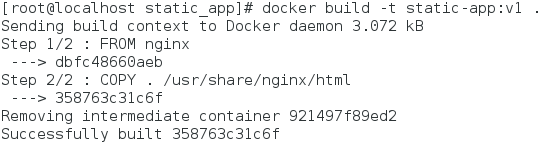 [root@localhost static_app]# docker build -t static-app:v1 .
Sending build context to Docker daemon 3.072 kB
Step 1/2 : FROM nginx
 ---> dbfc48660aeb
Step 2/2 : COPY . /usr/share/nginx/html
 ---> 358763c31c6f
Removing intermediate container 921497f89ed2
Successfully built 358763c31c6f